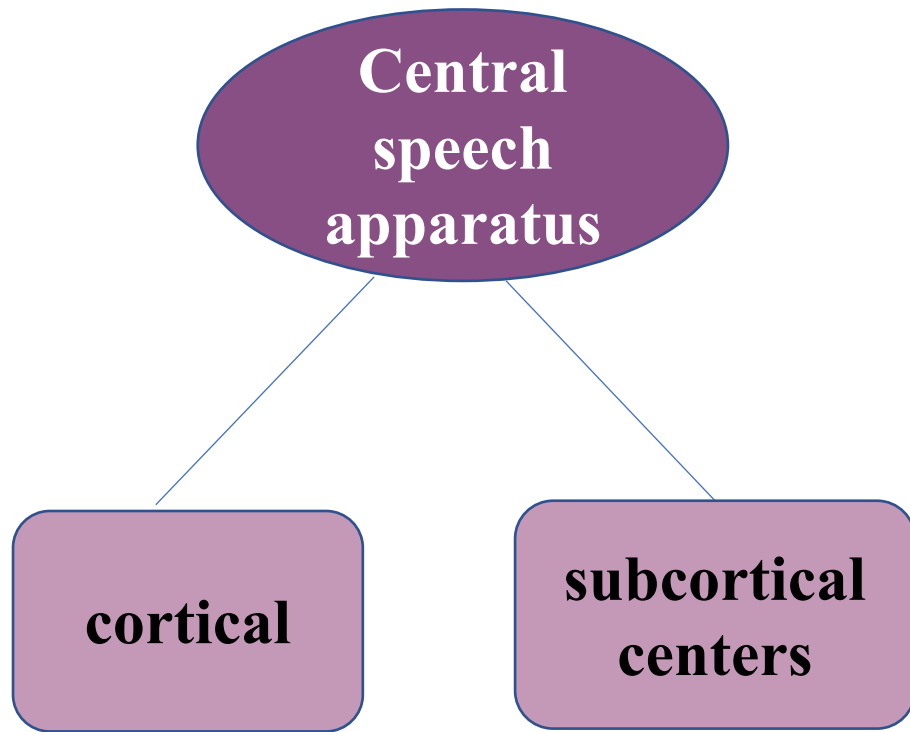 Central
speech
apparatus
cortical
subcortical
centers